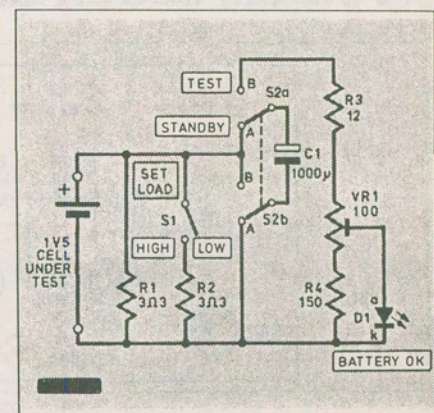 TEST
B
S2a
STANDBY
A
R3
12
+
SET
LOAD
B
C1
1000µ
S1
VR1
100
HIGH
LOW
A
S2b
1V5
CELL
UNDER
TEST
R1
3Ω3
R2
3Ω3
R4
150
a
D1
k
BATTERY OK